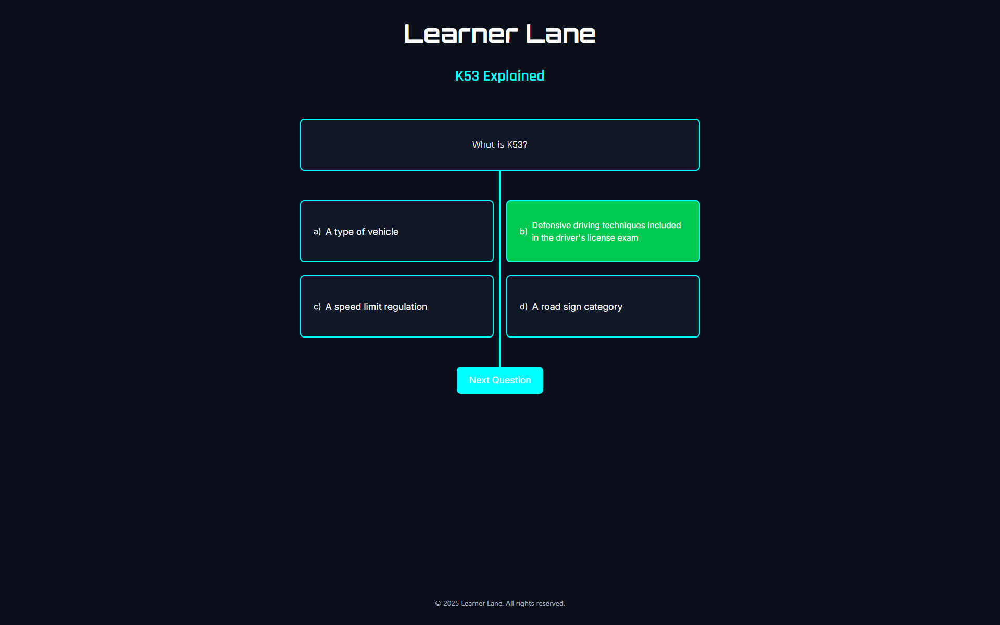 Learner Lane
K53 Explained
What is K53?
a) A type of vehicle
b) Defensive driving techniques included
in the driver's license exam
c) A speed limit regulation
d) A road sign category
Next Question
© 2025 Learner Lane. All rights reserved.